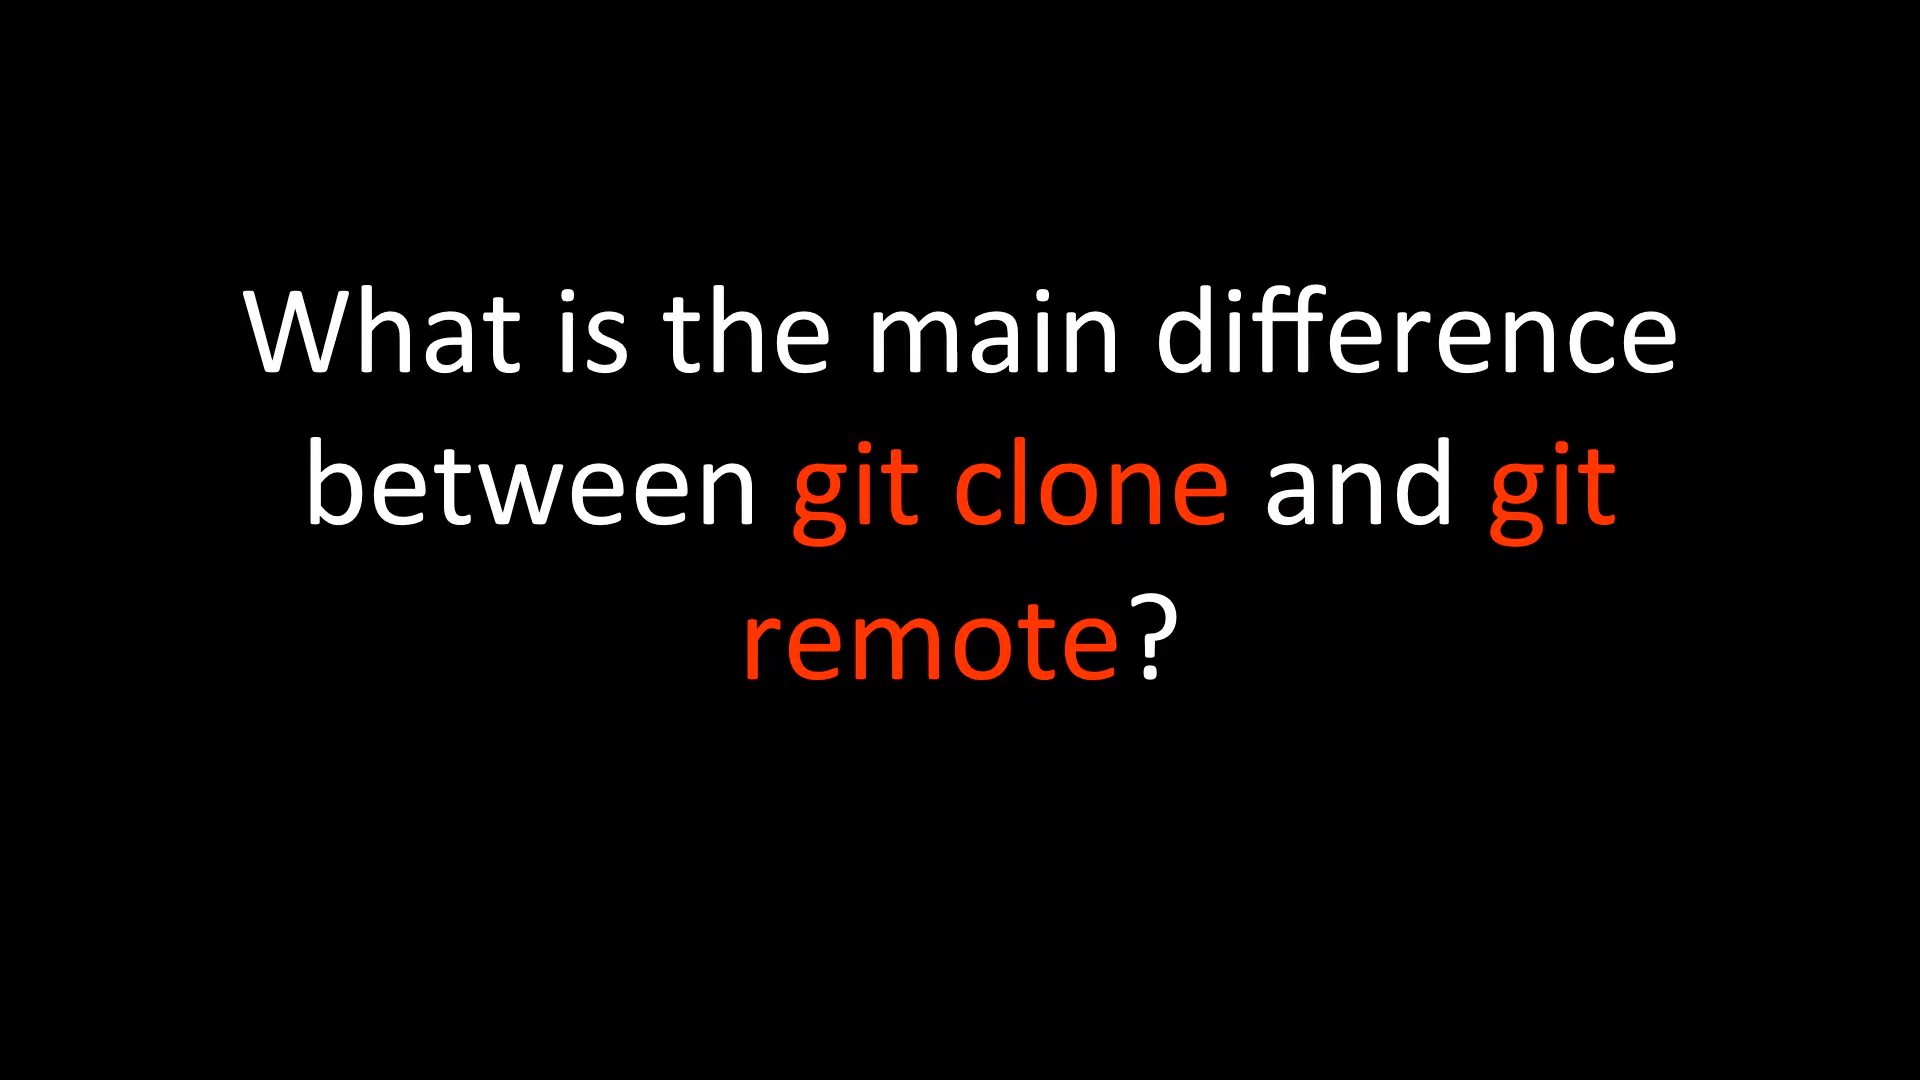 What is the main difference
between git clone and git
remote?